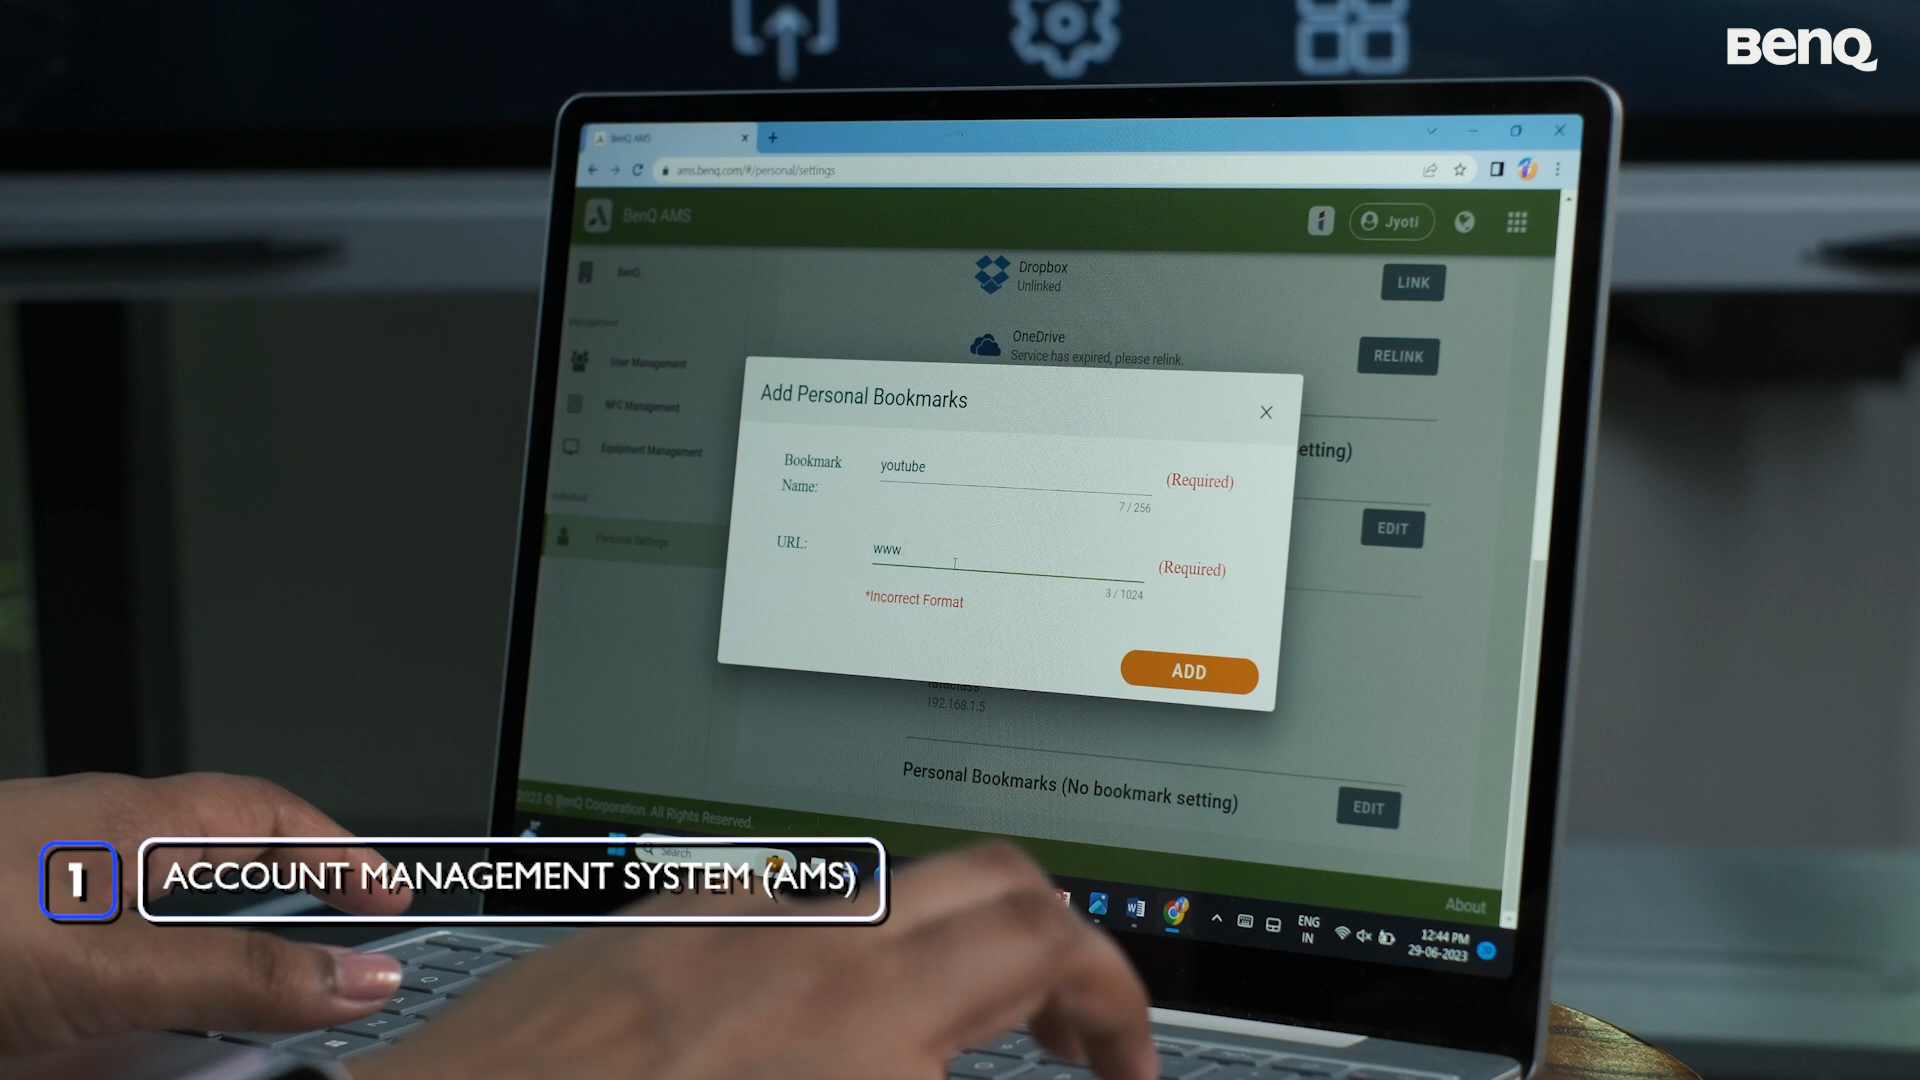 BenQ
BenQ AMS
ams.benq.com/#/personal/settings
BenQ AMS
Jyoti
BenQ
Dropbox
Unlinked
LINK
Management
OneDrive
Service has expired, please relink.
RELINK
User Management
NFC Management
Equipment Management
Individual
Personal Settings
Add Personal Bookmarks
etting)
Bookmark
Name:
youtube
(Required)
7 / 256
EDIT
URL:
www
(Required)
3 / 1024
*Incorrect Format
ADD
192.168.1.5
Personal Bookmarks (No bookmark setting)
EDIT
2023 © BenQ Corporation. All Rights Reserved.
About
Search
1
ACCOUNT MANAGEMENT SYSTEM (AMS)
ENG
IN
12:44 PM
29-06-2023